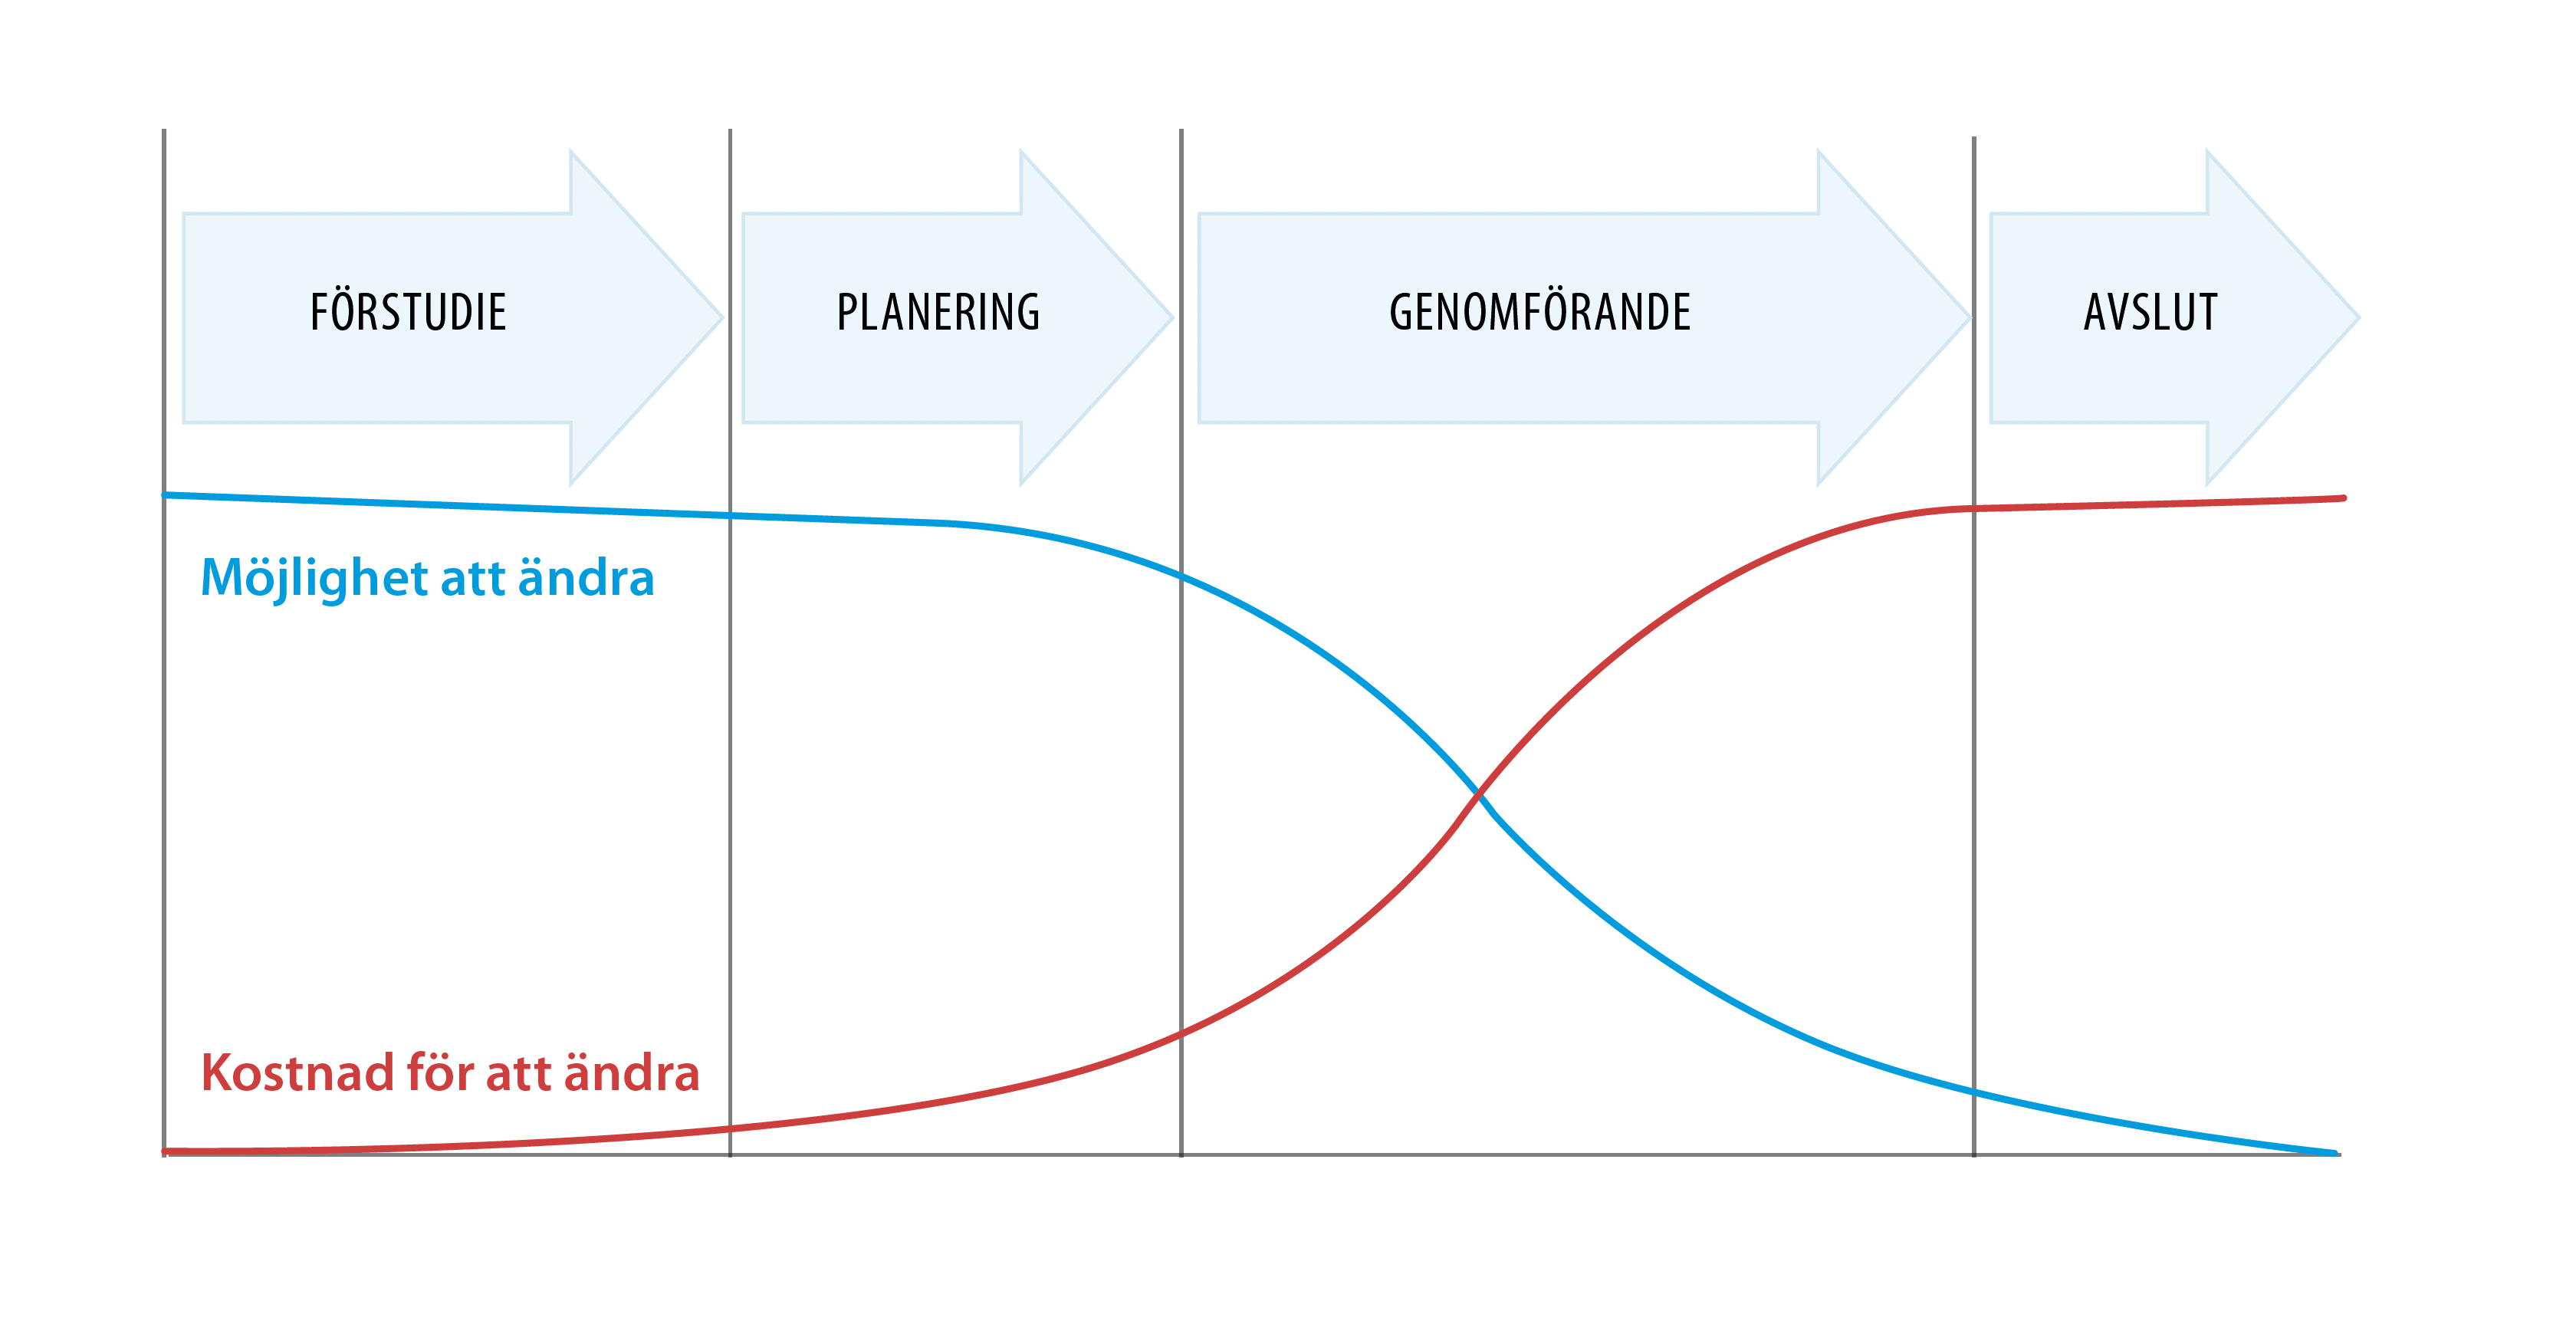 FÖRSTUDIE
PLANERING
GENOMFÖRANDE
AVSLUT
Möjlighet att ändra
Kostnad för att ändra